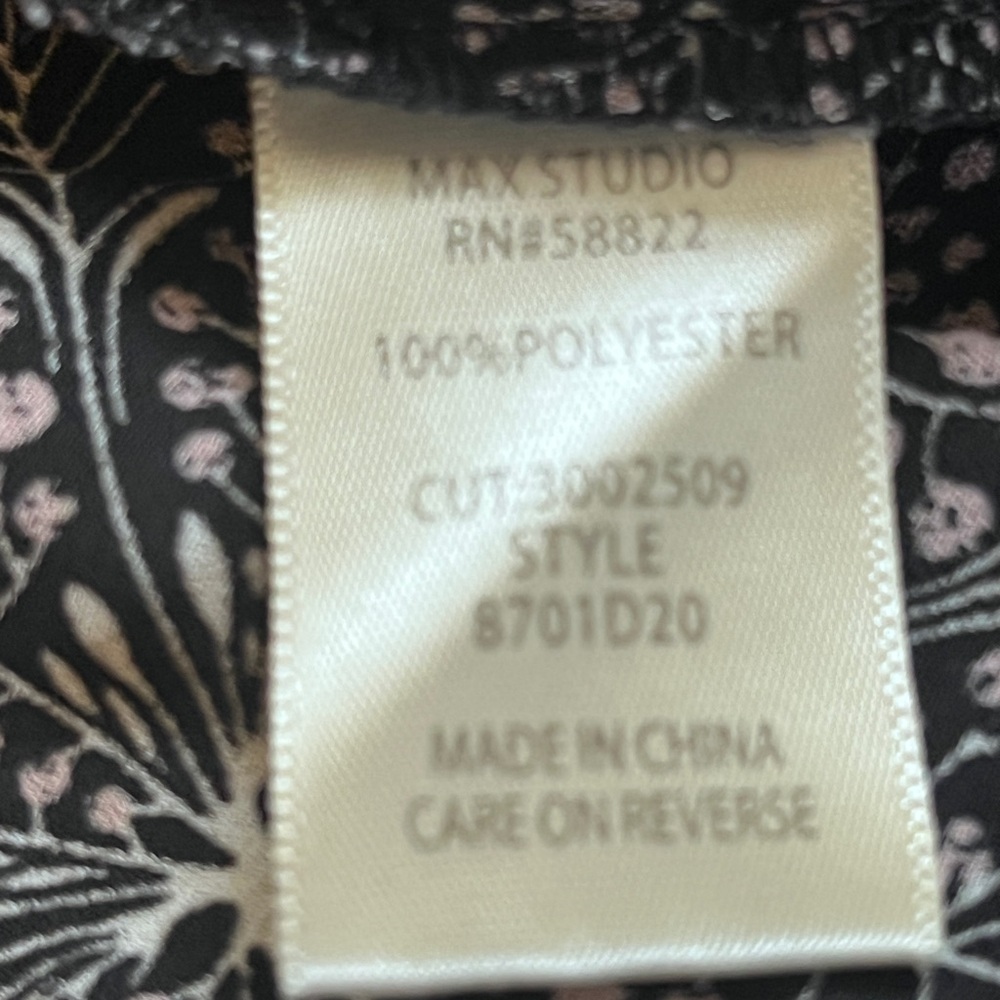 MAX STUDIO
RN#58822
100%POLYESTER
CUT:3002509
STYLE
8701D20
MADE IN CHINA
CARE ON REVERSE